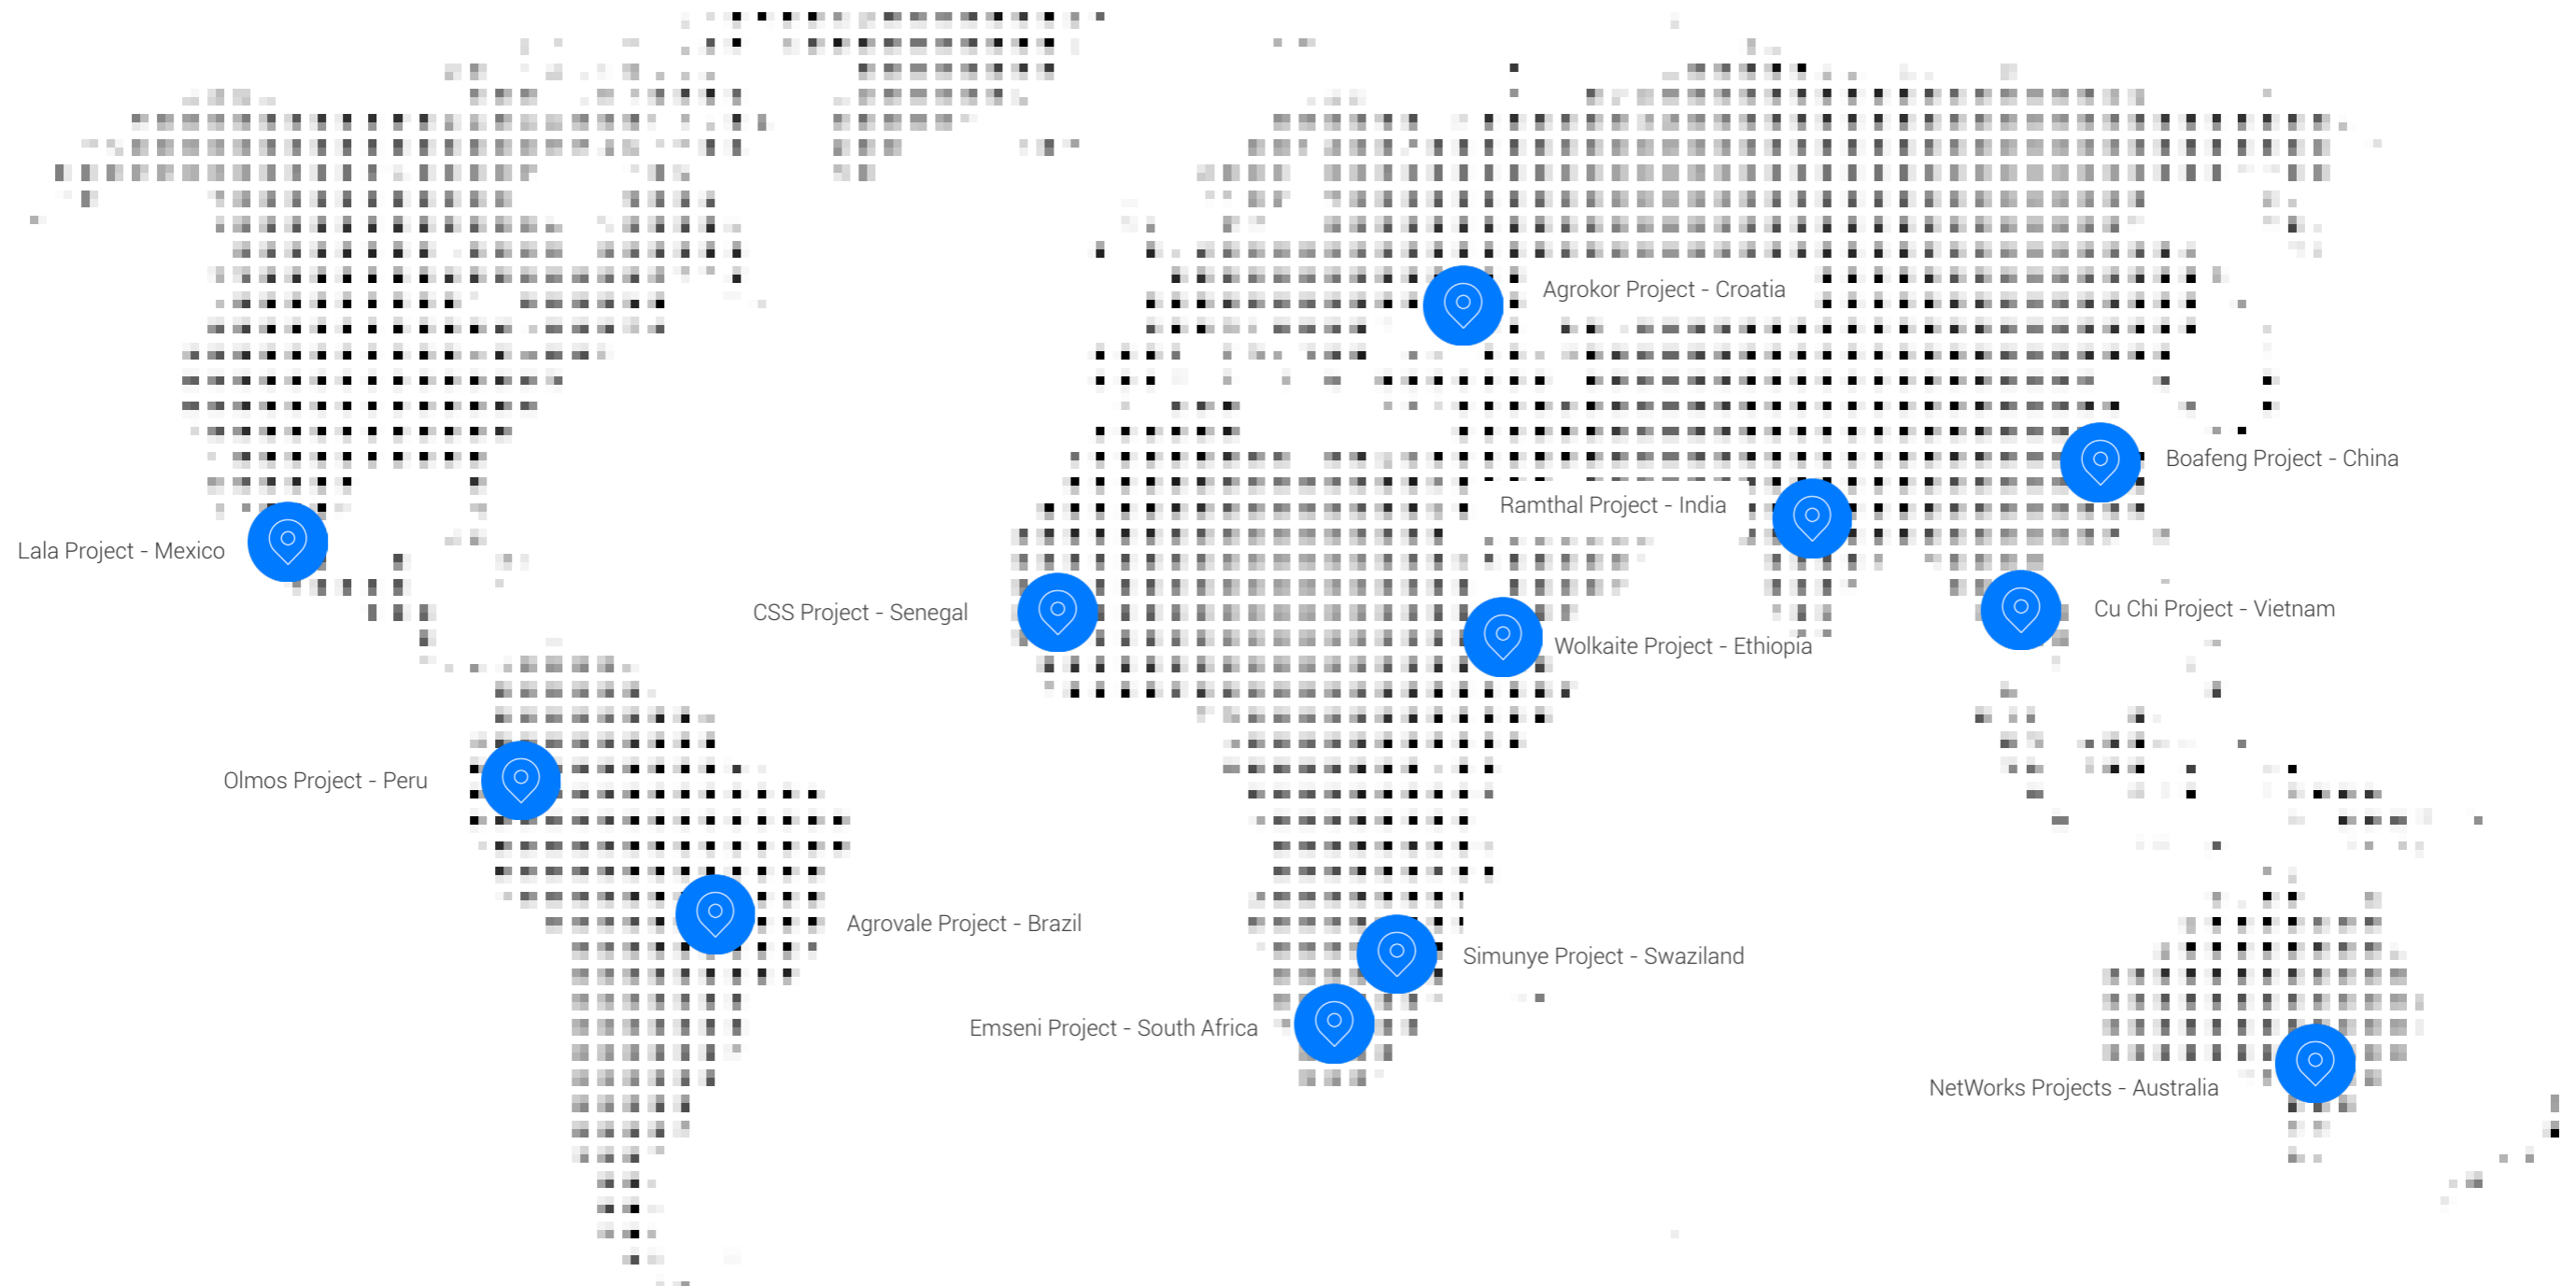 Agrokor Project - Croatia
Boafeng Project - China
Ramthal Project - India
Lala Project - Mexico
CSS Project - Senegal
Cu Chi Project - Vietnam
Wolkaite Project - Ethiopia
Olmos Project - Peru
Agrovale Project - Brazil
Simunye Project - Swaziland
Emseni Project - South Africa
NetWorks Projects - Australia